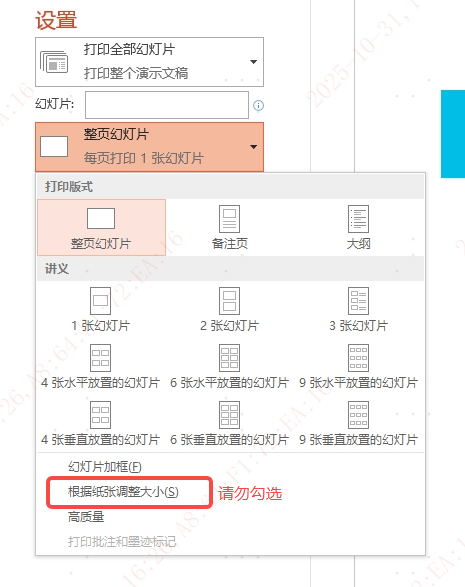 设置
打印全部幻灯片
打印整个演示文稿
幻灯片:
整页幻灯片
每页打印 1 张幻灯片
打印版式
整页幻灯片
备注页
大纲
讲义
1 张幻灯片
2 张幻灯片
3 张幻灯片
4 张水平放置的幻灯片
6 张水平放置的幻灯片
9 张水平放置的幻灯片
4 张垂直放置的幻灯片
6 张垂直放置的幻灯片
9 张垂直放置的幻灯片
幻灯片加框(F)
根据纸张调整大小(S)
请勿勾选
高质量
打印批注和墨迹标记
2025-10-31